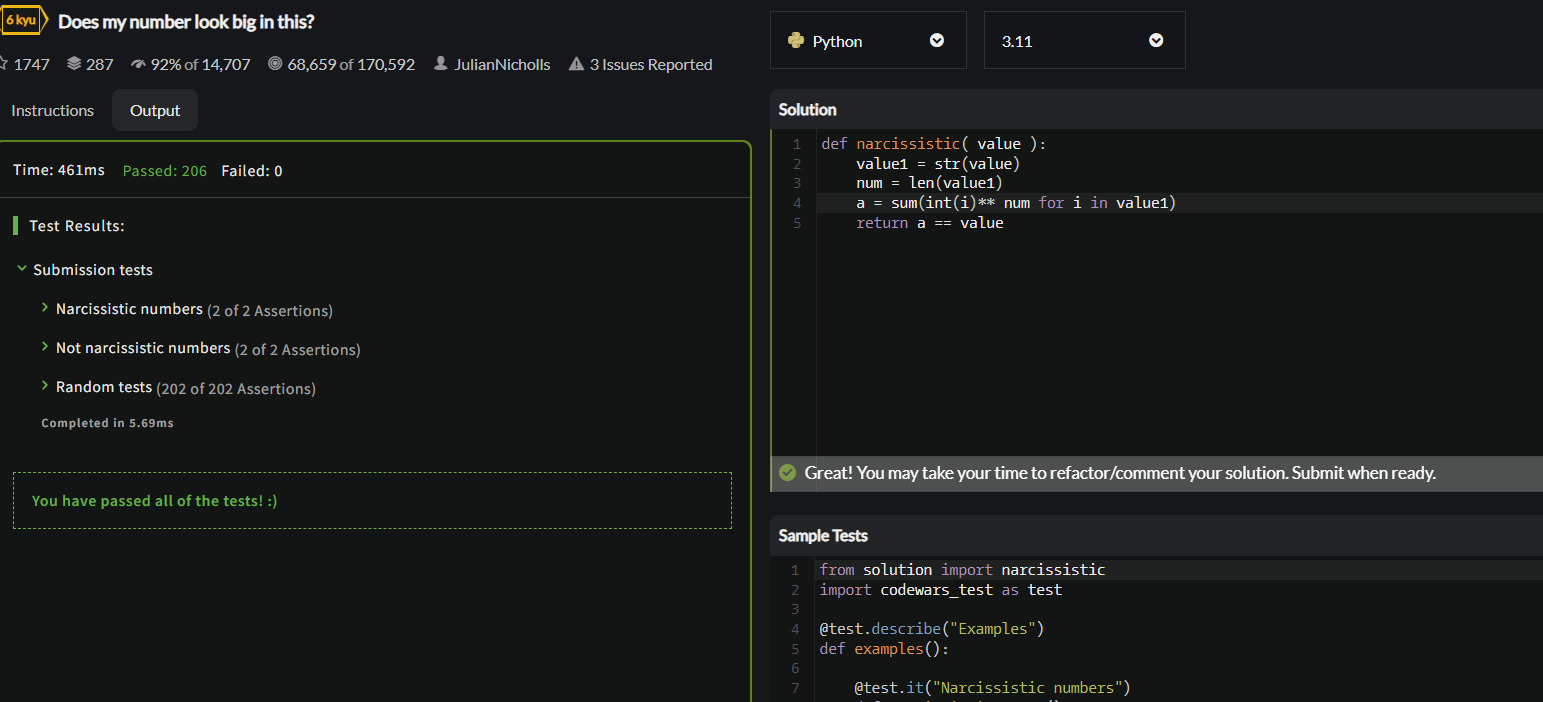 6 kyu Does my number look big in this?
1747 287 92% of 14,707 68,659 of 170,592 JulianNicholls 3 Issues Reported
Instructions Output
Time: 461ms Passed: 206 Failed: 0
Test Results:
Submission tests
Narcissistic numbers (2 of 2 Assertions)
Not narcissistic numbers (2 of 2 Assertions)
Random tests (202 of 202 Assertions)
Completed in 5.69ms
You have passed all of the tests! :)
Python 3.11
Solution
1 def narcissistic( value ):
2     value1 = str(value)
3     num = len(value1)
4     a = sum(int(i)** num for i in value1)
5     return a == value
Great! You may take your time to refactor/comment your solution. Submit when ready.
Sample Tests
1 from solution import narcissistic
2 import codewars_test as test
3
4 @test.describe("Examples")
5 def examples():
6
7     @test.it("Narcissistic numbers")